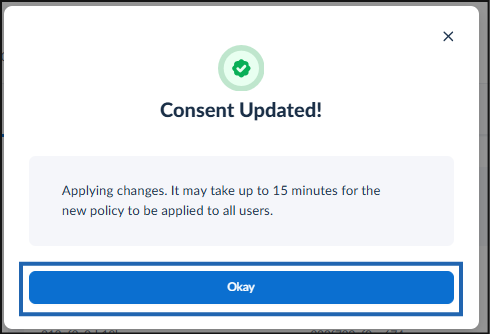 Consent Updated!
Applying changes. It may take up to 15 minutes for the
new policy to be applied to all users.
Okay